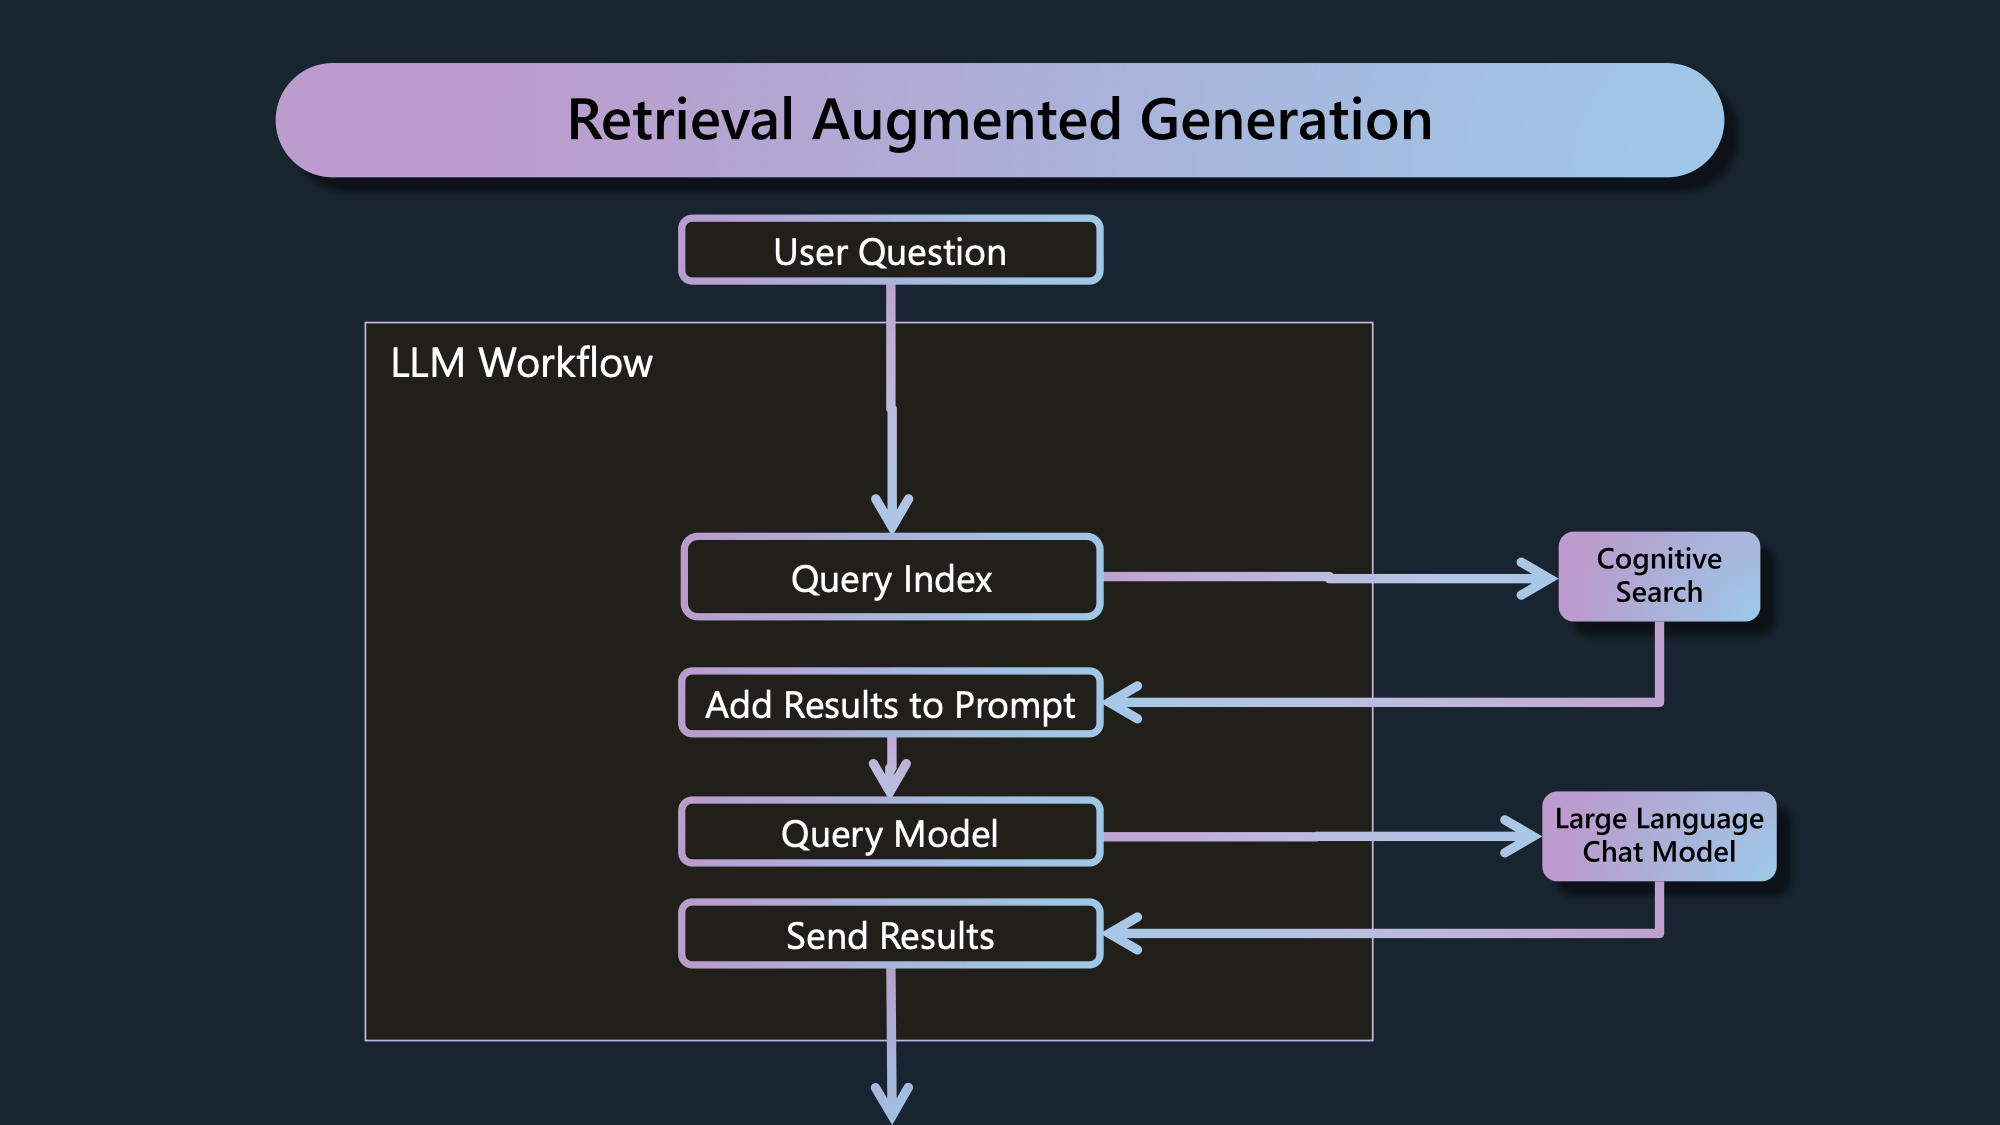 Retrieval Augmented Generation
User Question
LLM Workflow
Query Index
Cognitive
Search
Add Results to Prompt
Query Model
Large Language
Chat Model
Send Results